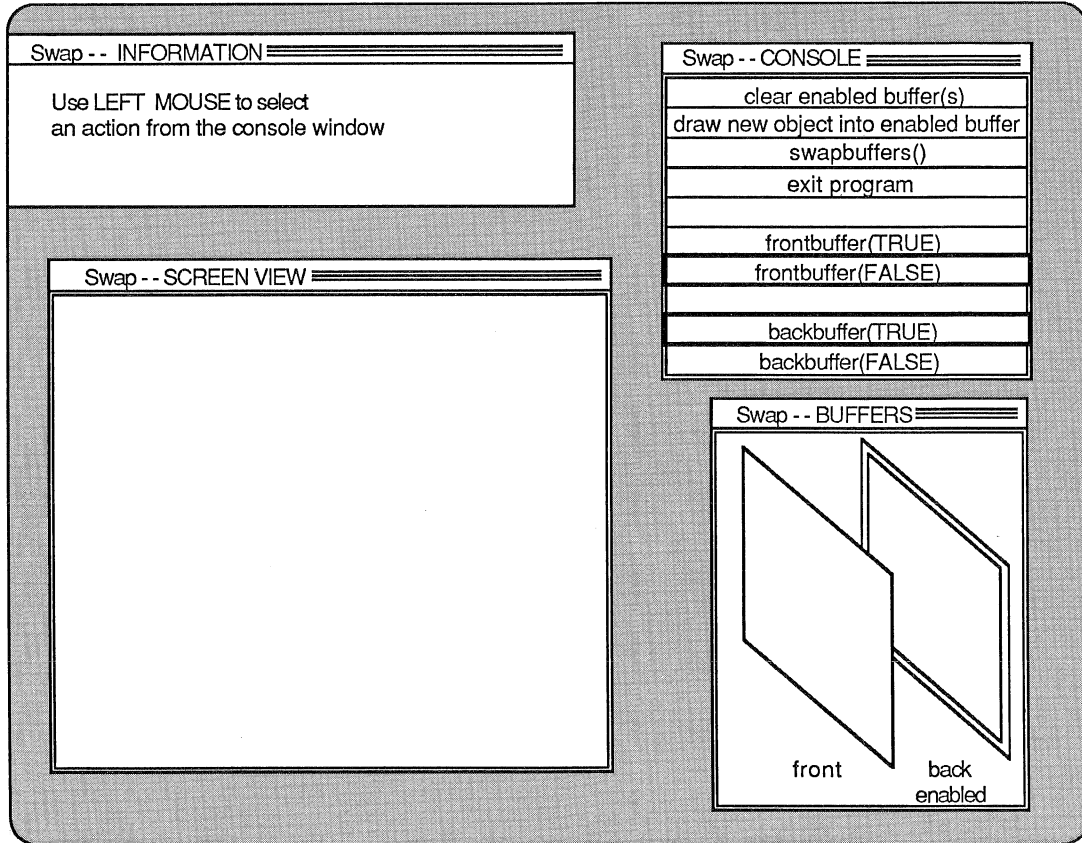 Swap -- INFORMATION
Use LEFT MOUSE to select
an action from the console window
Swap -- CONSOLE
clear enabled buffer(s)
draw new object into enabled buffer
swapbuffers()
exit program
frontbuffer(TRUE)
frontbuffer(FALSE)
backbuffer(TRUE)
backbuffer(FALSE)
Swap -- SCREEN VIEW
Swap -- BUFFERS
front
back
enabled